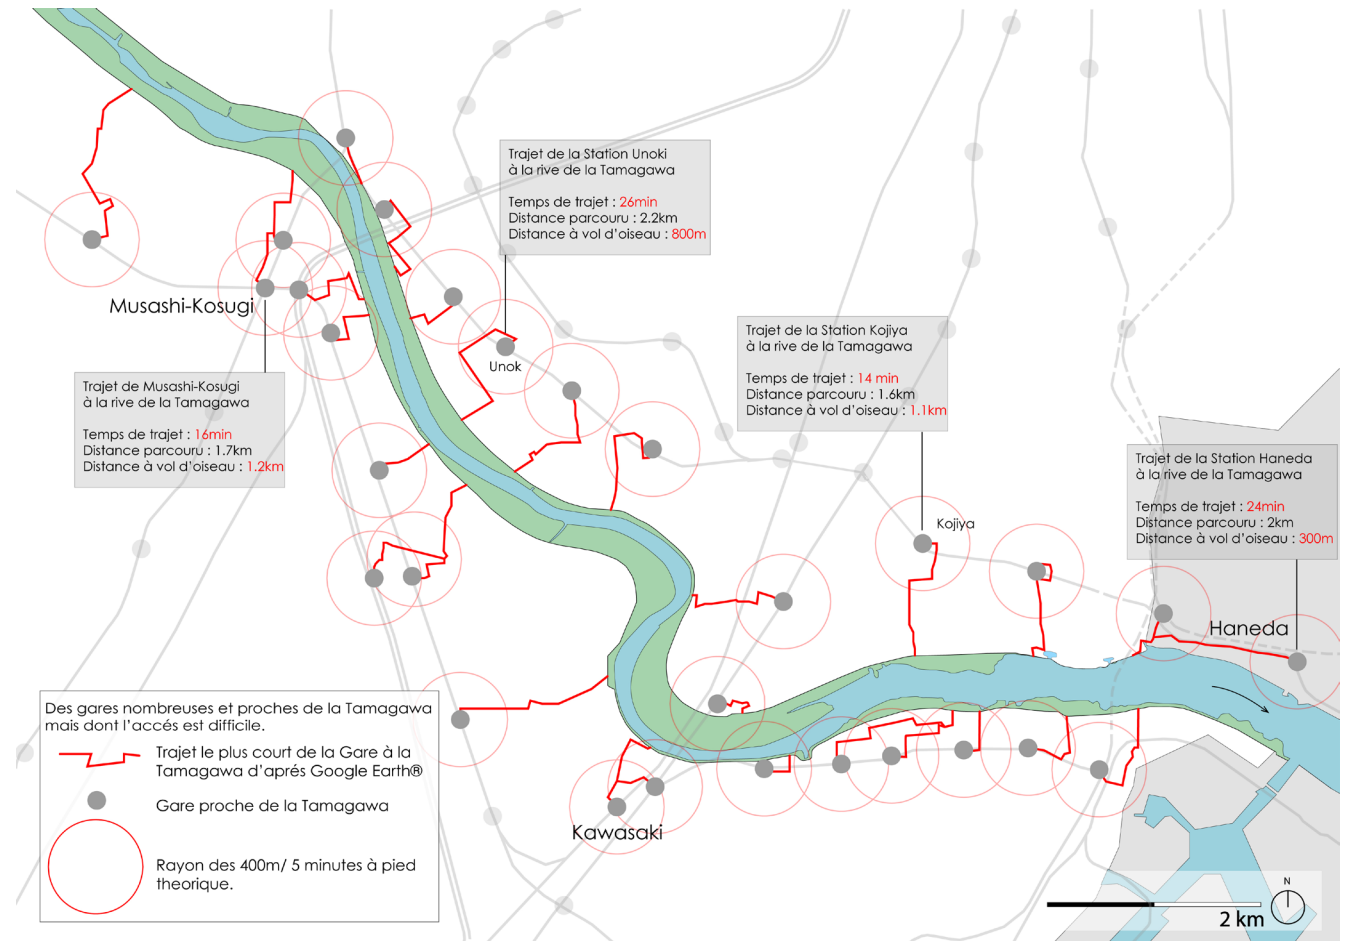 Trajet de la Station Unoki
à la rive de la Tamagawa
Temps de trajet : 26min
Distance parcouru : 2.2km
Distance à vol d'oiseau : 800m
Musashi-Kosugi
Unok
Trajet de la Station Kojiya
à la rive de la Tamagawa
Temps de trajet : 14 min
Distance parcouru : 1.6km
Distance à vol d'oiseau : 1.1km
Trajet de Musashi-Kosugi
à la rive de la Tamagawa
Temps de trajet : 16min
Distance parcouru : 1.7km
Distance à vol d'oiseau : 1.2km
Trajet de la Station Haneda
à la rive de la Tamagawa
Temps de trajet : 24min
Distance parcouru : 2km
Distance à vol d'oiseau : 300m
Kojiya
Haneda
Kawasaki
Des gares nombreuses et proches de la Tamagawa
mais dont l'accés est difficile.
Trajet le plus court de la Gare à la
Tamagawa d'aprés Google Earth®
Gare proche de la Tamagawa
Rayon des 400m/ 5 minutes à pied
theorique.
N
2 km